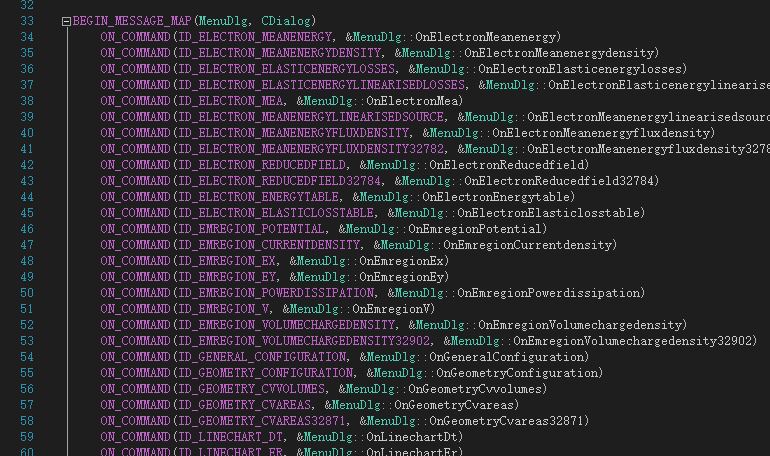 32
33 BEGIN_MESSAGE_MAP(MenuDlg, CDialog)
34 ON_COMMAND(ID_ELECTRON_MEANENERGY, &MenuDlg::OnElectronMeanenergy)
35 ON_COMMAND(ID_ELECTRON_MEANENERGYDENSITY, &MenuDlg::OnElectronMeanenergydensity)
36 ON_COMMAND(ID_ELECTRON_ELASTICENERGYLOSSES, &MenuDlg::OnElectronElasticenergylosses)
37 ON_COMMAND(ID_ELECTRON_ELASTICENERGYLINEARISEDLOSSES, &MenuDlg::OnElectronElasticenergylinearise
38 ON_COMMAND(ID_ELECTRON_MEA, &MenuDlg::OnElectronMea)
39 ON_COMMAND(ID_ELECTRON_MEANENERGYLINEARISEDSOURCE, &MenuDlg::OnElectronMeanenergylinearisedsourc
40 ON_COMMAND(ID_ELECTRON_MEANENERGYFLUXDENSITY, &MenuDlg::OnElectronMeanenergyfluxdensity)
41 ON_COMMAND(ID_ELECTRON_MEANENERGYFLUXDENSITY32782, &MenuDlg::OnElectronMeanenergyfluxdensity3278
42 ON_COMMAND(ID_ELECTRON_REDUCEDFIELD, &MenuDlg::OnElectronReducedfield)
43 ON_COMMAND(ID_ELECTRON_REDUCEDFIELD32784, &MenuDlg::OnElectronReducedfield32784)
44 ON_COMMAND(ID_ELECTRON_ENERGYTABLE, &MenuDlg::OnElectronEnergytable)
45 ON_COMMAND(ID_ELECTRON_ELASTICLOSSTABLE, &MenuDlg::OnElectronElasticlosstable)
46 ON_COMMAND(ID_EMREGION_POTENTIAL, &MenuDlg::OnEmregionPotential)
47 ON_COMMAND(ID_EMREGION_CURRENTDENSITY, &MenuDlg::OnEmregionCurrentdensity)
48 ON_COMMAND(ID_EMREGION_EX, &MenuDlg::OnEmregionEx)
49 ON_COMMAND(ID_EMREGION_EY, &MenuDlg::OnEmregionEy)
50 ON_COMMAND(ID_EMREGION_POWERDISSIPATION, &MenuDlg::OnEmregionPowerdissipation)
51 ON_COMMAND(ID_EMREGION_V, &MenuDlg::OnEmregionV)
52 ON_COMMAND(ID_EMREGION_VOLUMECHARGEDENSITY, &MenuDlg::OnEmregionVolumechargedensity)
53 ON_COMMAND(ID_EMREGION_VOLUMECHARGEDENSITY32902, &MenuDlg::OnEmregionVolumechargedensity32902)
54 ON_COMMAND(ID_GENERAL_CONFIGURATION, &MenuDlg::OnGeneralConfiguration)
55 ON_COMMAND(ID_GEOMETRY_CONFIGURATION, &MenuDlg::OnGeometryConfiguration)
56 ON_COMMAND(ID_GEOMETRY_CVVOLUMES, &MenuDlg::OnGeometryCvvolumes)
57 ON_COMMAND(ID_GEOMETRY_CVAREAS, &MenuDlg::OnGeometryCvareas)
58 ON_COMMAND(ID_GEOMETRY_CVAREAS32871, &MenuDlg::OnGeometryCvareas32871)
59 ON_COMMAND(ID_LINECHART_DT, &MenuDlg::OnLinechartDt)
60 ON_COMMAND(ID_LINECHART_ER, &MenuDlg::OnLinechartEr)